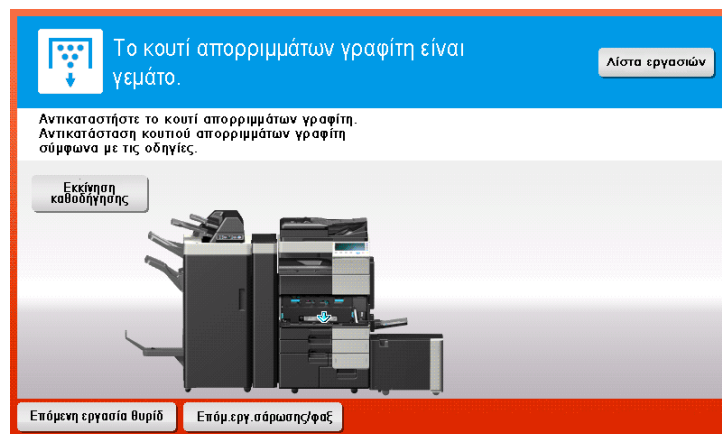 Το κουτί απορριμμάτων γραφίτη είναι
γεμάτο.
Λίστα εργασιών
Αντικαταστήστε το κουτί απορριμμάτων γραφίτη.
Αντικατάσταση κουτιού απορριμμάτων γραφίτη
σύμφωνα με τις οδηγίες.
Εκκίνηση
καθοδήγησης
Επόμενη εργασία θυρίδ
Επόμ.εργ.σάρωσης/φαξ